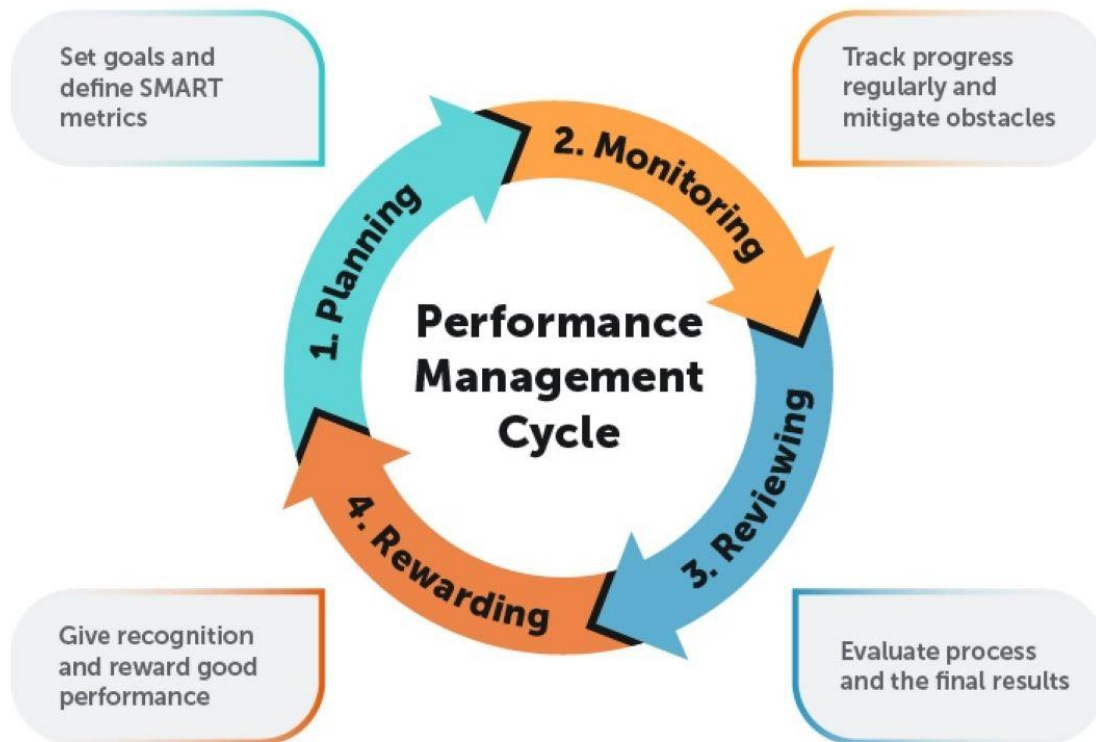 Set goals and
define SMART
metrics
Track progress
regularly and
mitigate obstacles
1. Planning
2. Monitoring
Performance
Management
Cycle
3. Reviewing
4. Rewarding
Give recognition
and reward good
performance
Evaluate process
and the final results